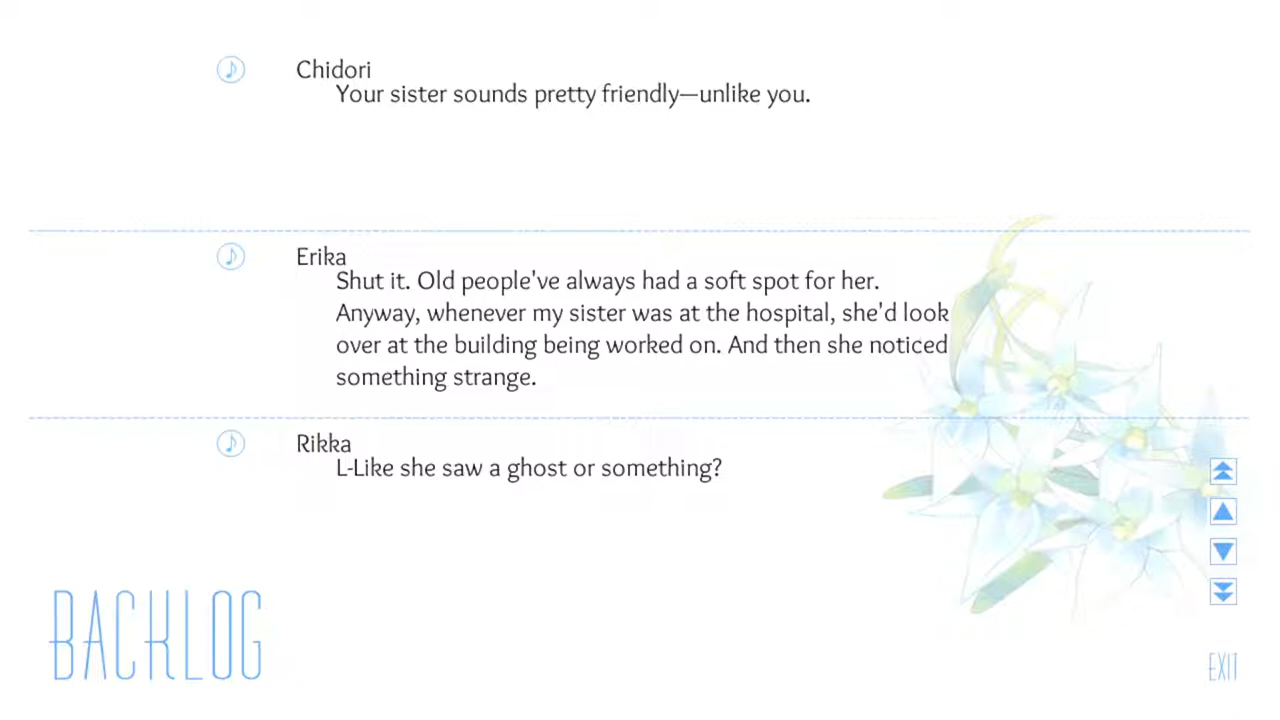 Chidori
Your sister sounds pretty friendly—unlike you.
Erika
Shut it. Old people've always had a soft spot for her.
Anyway, whenever my sister was at the hospital, she'd look
over at the building being worked on. And then she noticed
something strange.
Rikka
L-Like she saw a ghost or something?
BACKLOG
EXIT